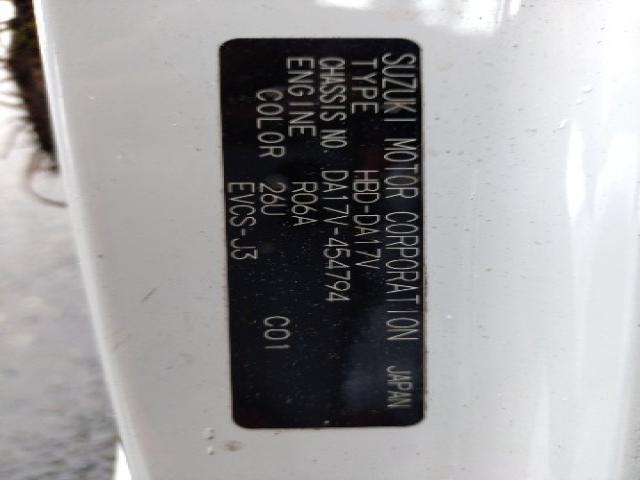 SUZUKI MOTOR CORPORATION JAPAN
TYPE HBD-DA17V
CHASSIS NO. DA17V-454794
ENGINE R06A
COLOR 26U C01
EVCS-J3